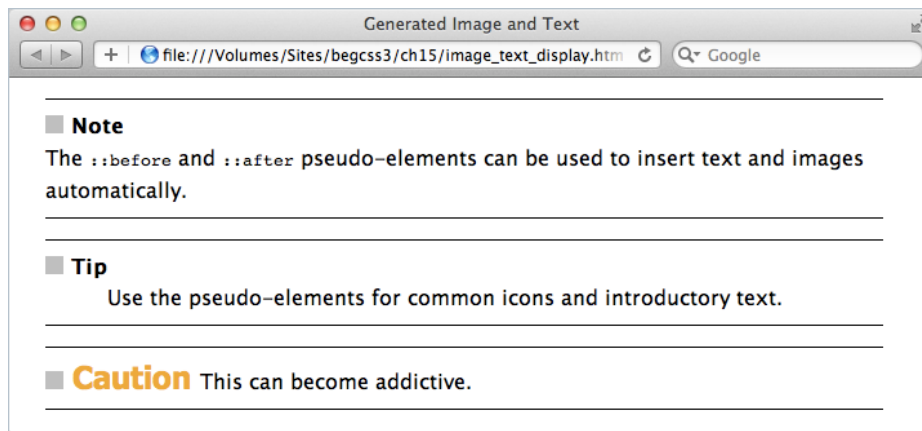 Generated Image and Text
file:///Volumes/Sites/begcss3/ch15/image_text_display.htm
Google
Note
The ::before and ::after pseudo-elements can be used to insert text and images
automatically.
Tip
Use the pseudo-elements for common icons and introductory text.
Caution This can become addictive.